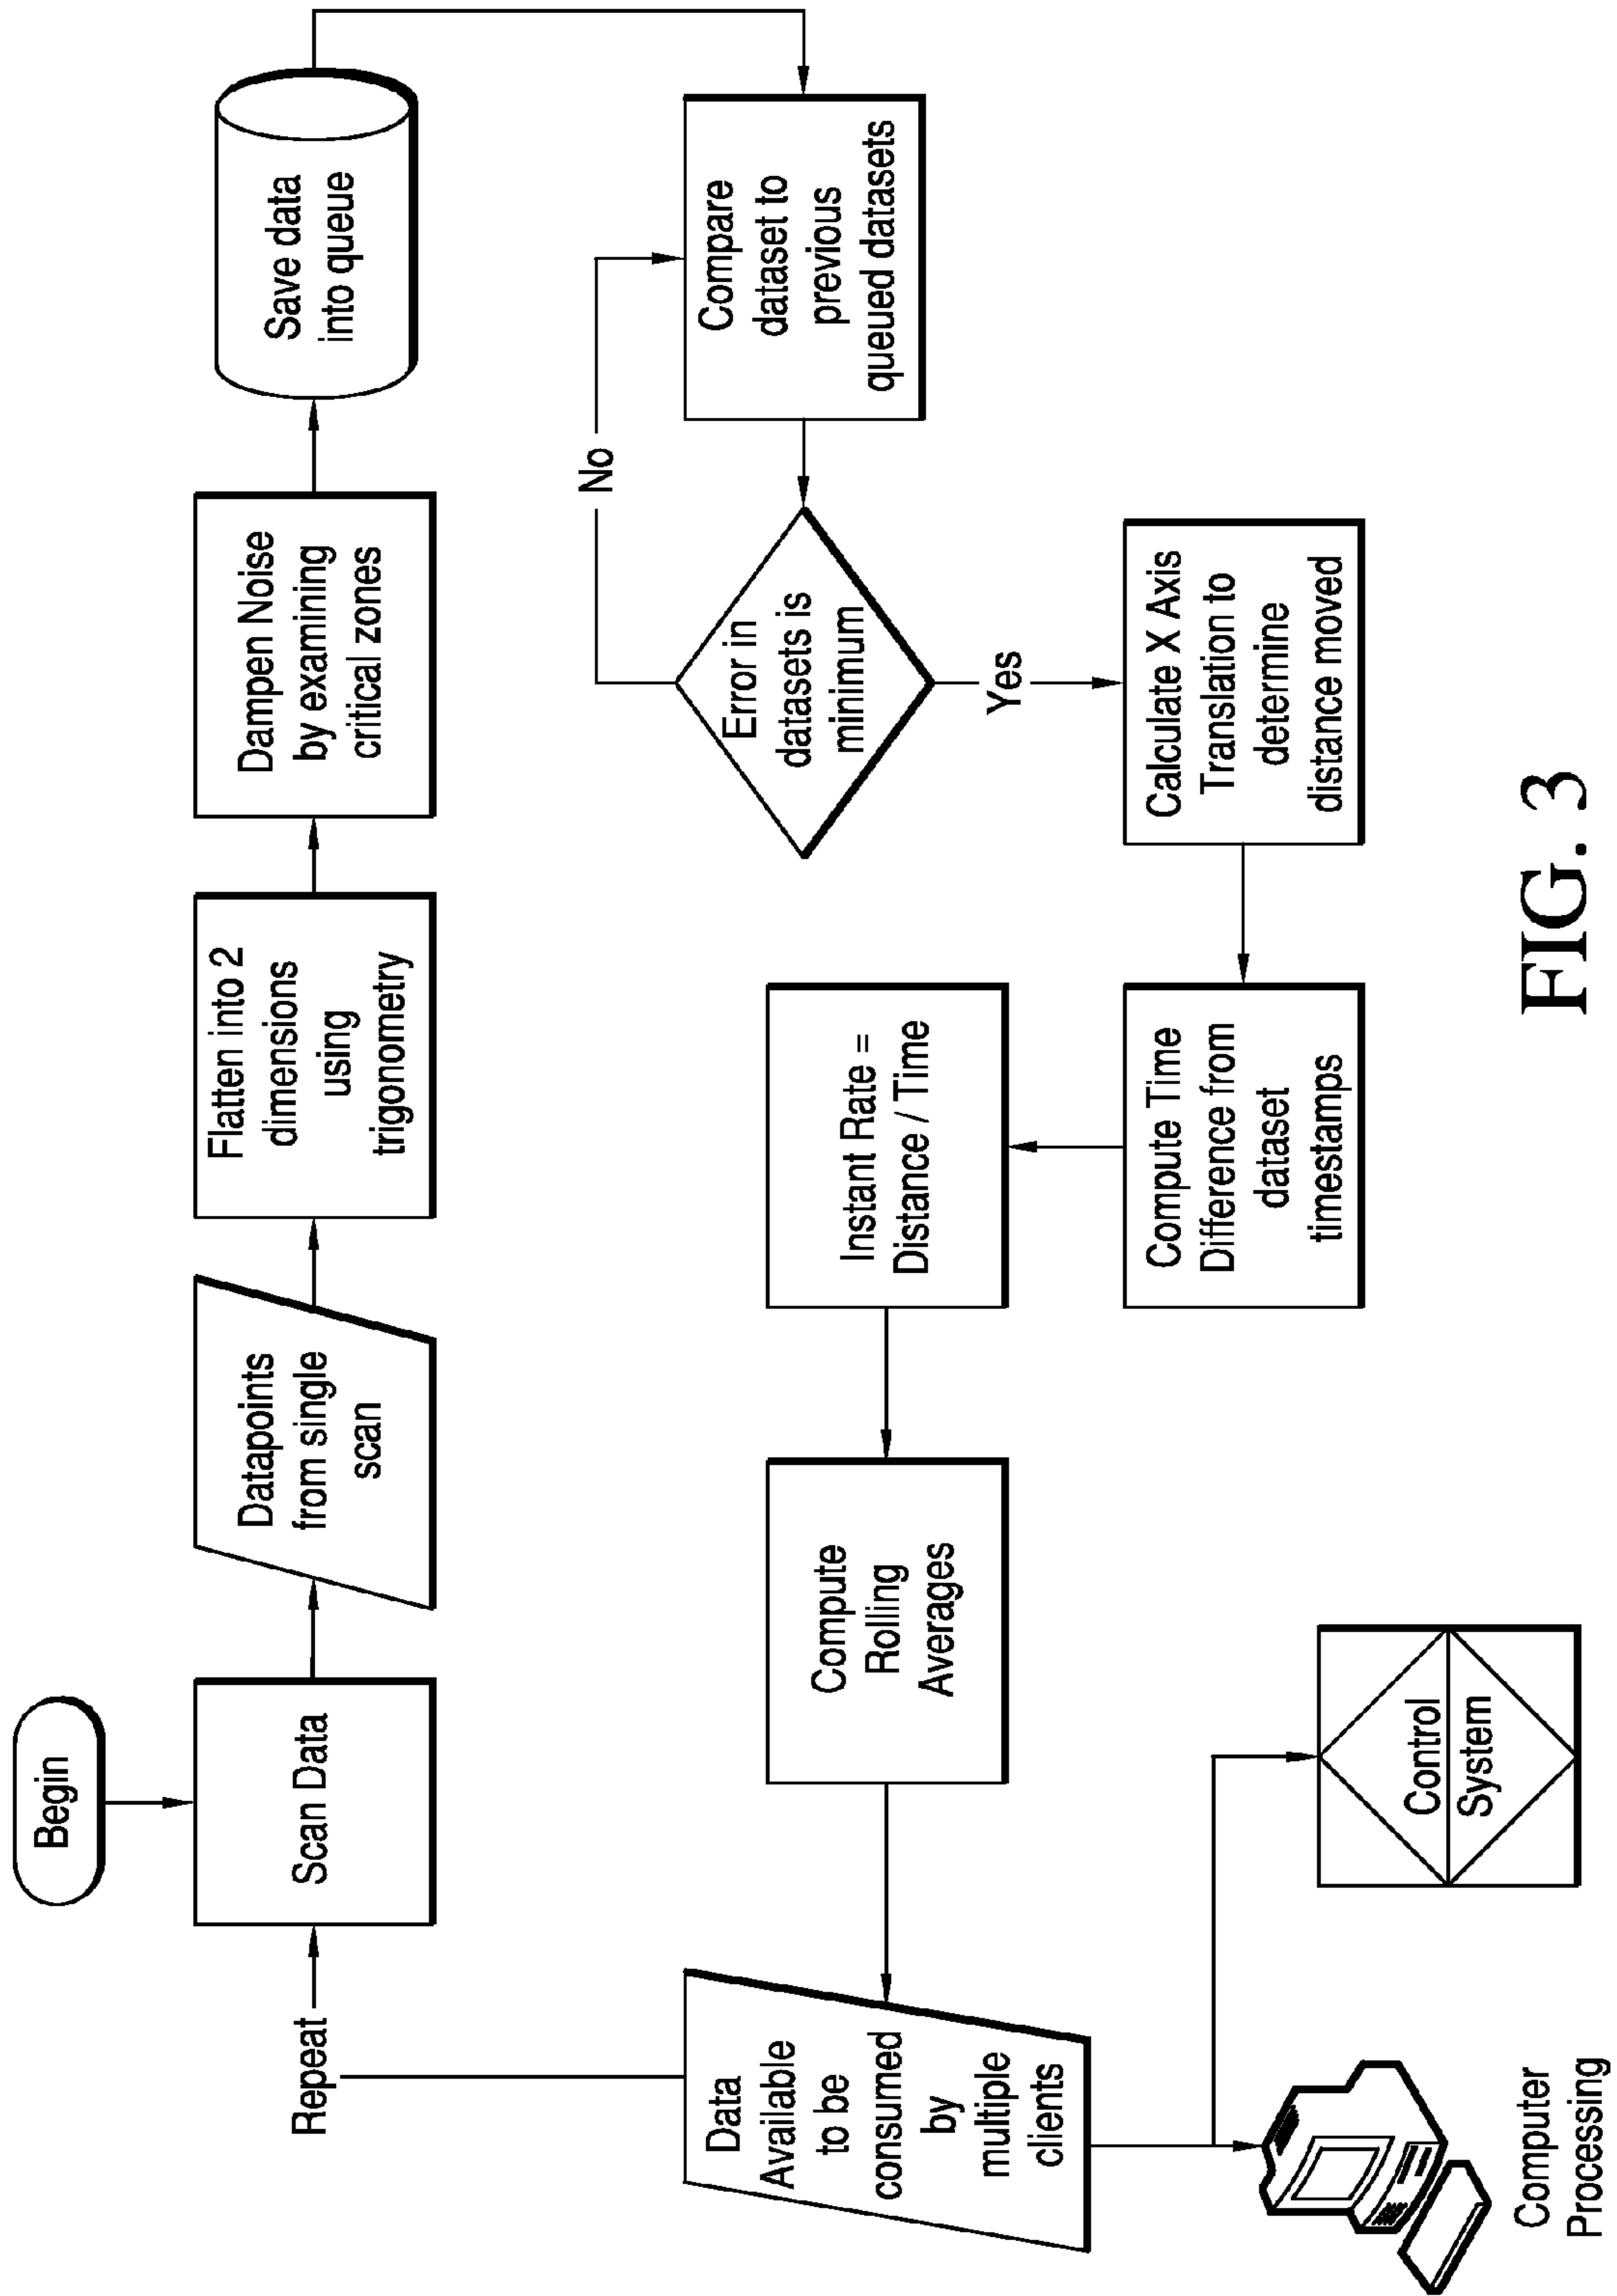 Begin
Scan Data
Datapoints
from single
scan
Flatten into 2
dimensions
using
trigonometry
Dampen Noise
by examining
critical zones
Save data
into queue
Compare
dataset to
previous
queued datasets
No
Error in
datasets is
minimum
Yes
Calculate X Axis
Translation to
determine
distance moved
Compute Time
Difference from
dataset
timestamps
Instant Rate =
Distance / Time
Compute
Rolling
Averages
Data
Available
to be
consumed
by
multiple
clients
Repeat
Control
System
Computer
Processing
FIG. 3